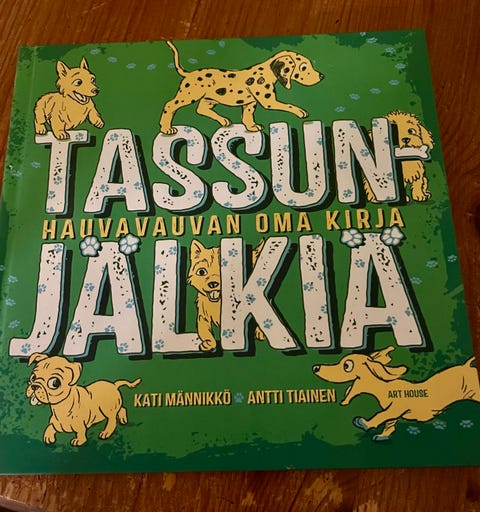 TASSUN-
HAUVAVAUVAN OMA KIRJA
JÄLKIÄ
KATI MÄNNIKKÖ ANTTI TIAINEN
ART HOUSE